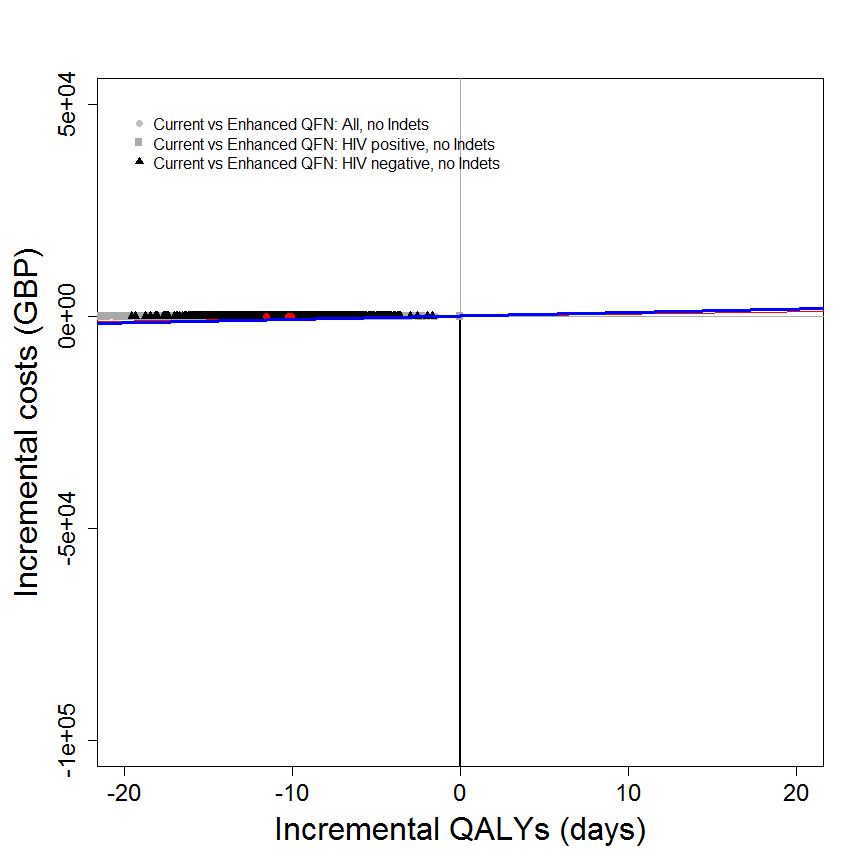 Current vs Enhanced QFN: All, no Indets
Current vs Enhanced QFN: HIV positive, no Indets
Current vs Enhanced QFN: HIV negative, no Indets
5e+04
0e+00
-5e+04
-1e+05
Incremental costs (GBP)
-20
-10
0
10
20
Incremental QALYs (days)